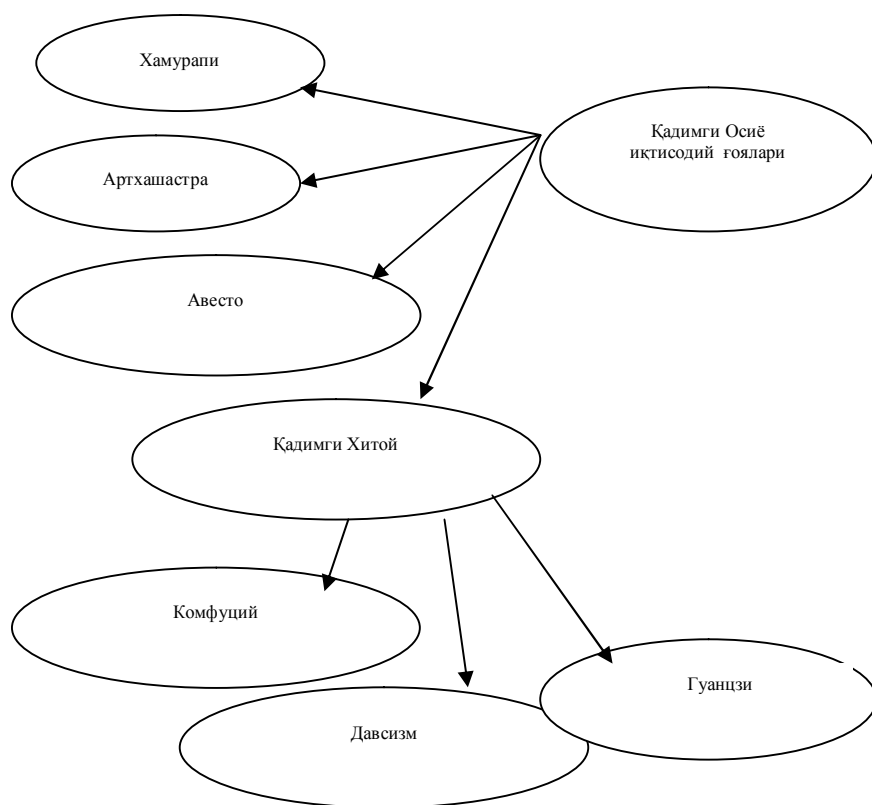 Хамурапи
Қадимги Осиё
иқтисодий ғоялари
Артхашастра
Авесто
Қадимги Хитой
Комфуций
Гуанцзи
Давсизм